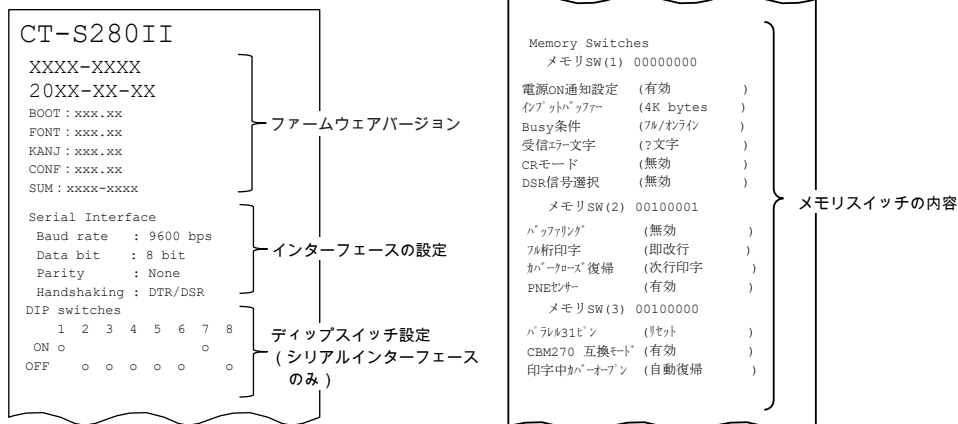 CT-S280II
XXXX-XXXX
20XX-XX-XX
BOOT：xxx.xx
FONT：xxx.xx
KANJ：xxx.xx
CONF：xxx.xx
SUM：xxxx-xxxx
ファームウェアバージョン
Serial Interface
Baud rate : 9600 bps
Data bit : 8 bit
Parity : None
Handshaking : DTR/DSR
インターフェースの設定
DIP switches
1 2 3 4 5 6 7 8
ON o o
OFF o o o o o o
ディップスイッチ設定
(シリアルインターフェース
のみ)
Memory Switches
メモリSW(1) 00000000
電源ON通知設定 (有効 )
ｲﾝﾌﾟｯﾄﾊﾞｯﾌｧｰ (4K bytes )
Busy条件 (ﾌﾙ/ｵﾝﾗｲﾝ )
受信ｴﾗｰ文字 (?文字 )
CRモード (無効 )
DSR信号選択 (無効 )
メモリSW(2) 00100001
ﾊﾞｯﾌｧﾘﾝｸﾞ (無効 )
ﾌﾙ桁印字 (即改行 )
ｶﾊﾞｰｸﾛｰｽﾞ復帰 (次行印字 )
PNEｾﾝｻｰ (有効 )
メモリSW(3) 00100000
ﾊﾟﾗﾚﾙ31ﾋﾟﾝ (ﾘｾｯﾄ )
CBM270 互換ﾓｰﾄﾞ (有効 )
印字中ｶﾊﾞｰｵｰﾌﾟﾝ (自動復帰 )
メモリスイッチの内容